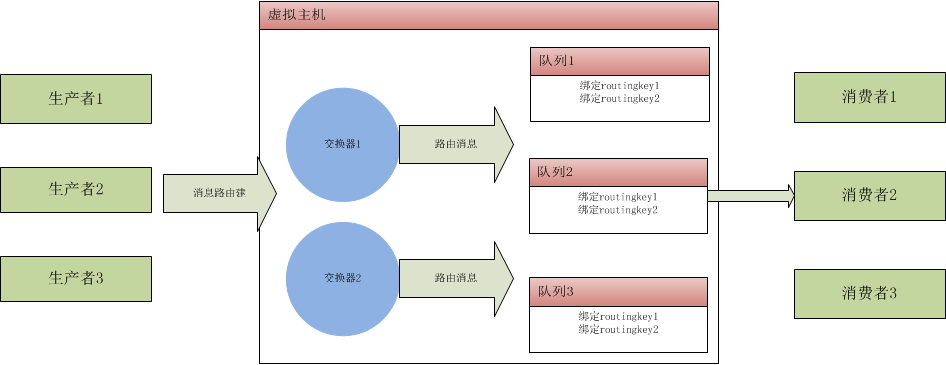 虚拟主机
生产者1
生产者2
生产者3
消息路由建
交换器1
路由消息
交换器2
路由消息
队列1
绑定routingkey1
绑定routingkey2
队列2
绑定routingkey1
绑定routingkey2
队列3
绑定routingkey1
绑定routingkey2
消费者1
消费者2
消费者3